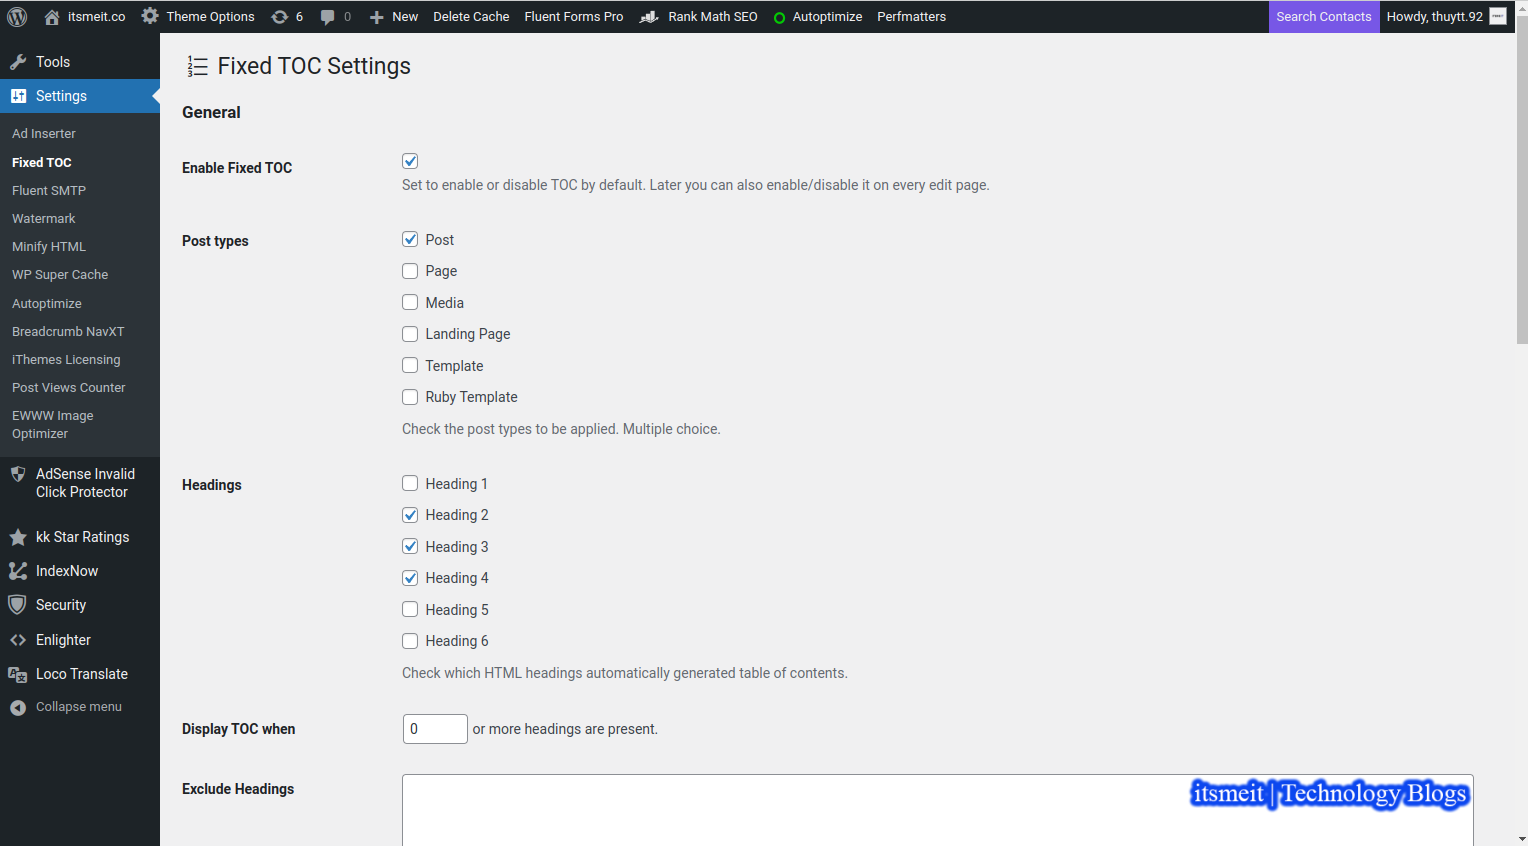 itsmeit.co Theme Options 6 0 New Delete Cache Fluent Forms Pro Rank Math SEO Autoptimize Perfmatters Search Contacts Howdy, thuytt.92
Tools
Settings
Ad Inserter
Fixed TOC
Fluent SMTP
Watermark
Minify HTML
WP Super Cache
Autoptimize
Breadcrumb NavXT
iThemes Licensing
Post Views Counter
EWWW Image
Optimizer
AdSense Invalid
Click Protector
kk Star Ratings
IndexNow
Security
Enlighter
Loco Translate
Collapse menu
Fixed TOC Settings
General
Enable Fixed TOC
Set to enable or disable TOC by default. Later you can also enable/disable it on every edit page.
Post types
Post
Page
Media
Landing Page
Template
Ruby Template
Check the post types to be applied. Multiple choice.
Headings
Heading 1
Heading 2
Heading 3
Heading 4
Heading 5
Heading 6
Check which HTML headings automatically generated table of contents.
Display TOC when 0 or more headings are present.
Exclude Headings
itsmeit | Technology Blogs